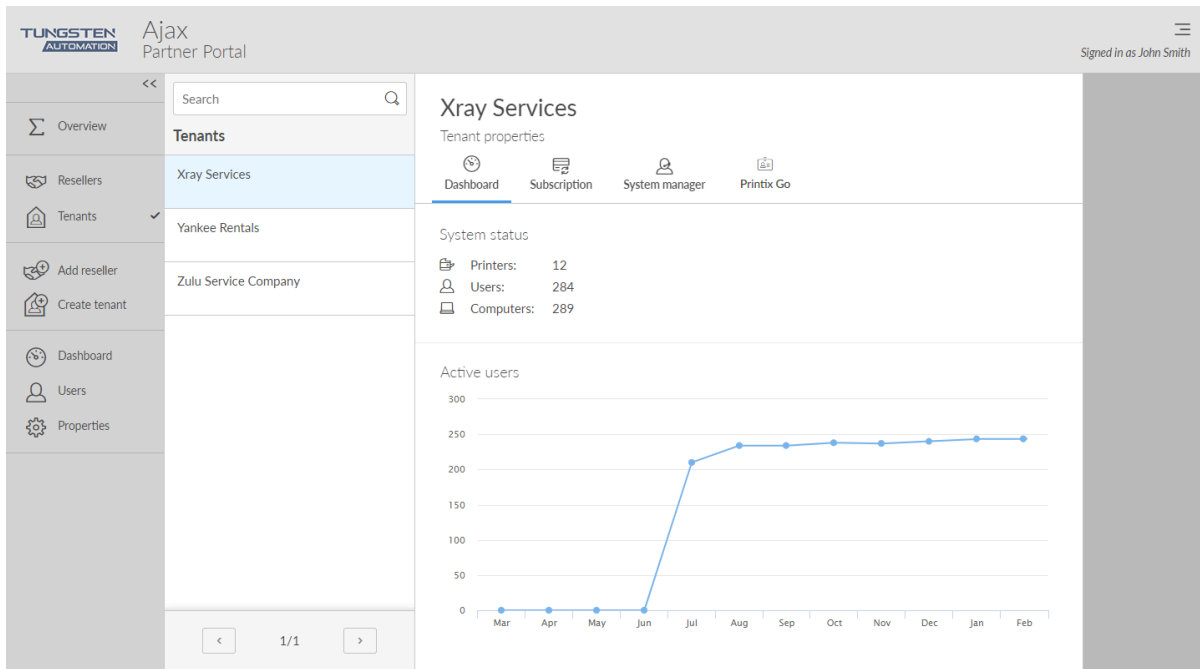 TUNGSTEN
AUTOMATION
Ajax
Partner Portal
Signed in as John Smith
<<
Overview
Resellers
Tenants
Add reseller
Create tenant
Dashboard
Users
Properties
Search
Tenants
Xray Services
Yankee Rentals
Zulu Service Company
< 1/1 >
Xray Services
Tenant properties
Dashboard Subscription System manager Printix Go
System status
Printers: 12
Users: 284
Computers: 289
Active users
300
250
200
150
100
50
0
Mar Apr May Jun Jul Aug Sep Oct Nov Dec Jan Feb